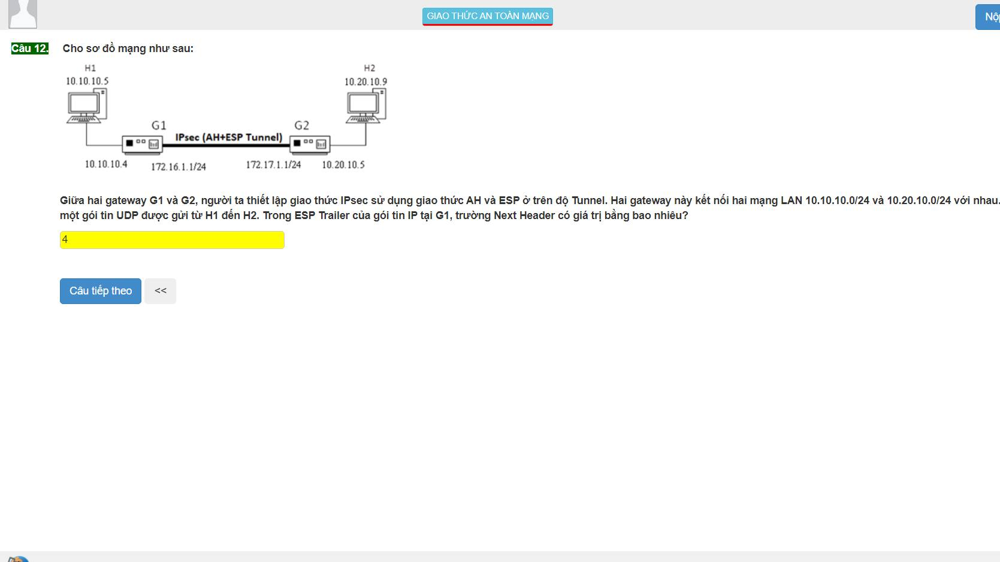 GIAO THỨC AN TOÀN MẠNG
Câu 12. Cho sơ đồ mạng như sau:
H1
H2
10.10.10.5
10.20.10.9
G1
G2
IPsec (AH+ESP Tunnel)
10.10.10.4
172.16.1.1/24
172.17.1.1/24
10.20.10.5
Giữa hai gateway G1 và G2, người ta thiết lập giao thức IPsec sử dụng giao thức AH và ESP ở trên độ Tunnel. Hai gateway này kết nối hai mạng LAN 10.10.10.0/24 và 10.20.10.0/24 với nhau.
một gói tin UDP được gửi từ H1 đến H2. Trong ESP Trailer của gói tin IP tại G1, trường Next Header có giá trị bằng bao nhiêu?
4
Câu tiếp theo <<